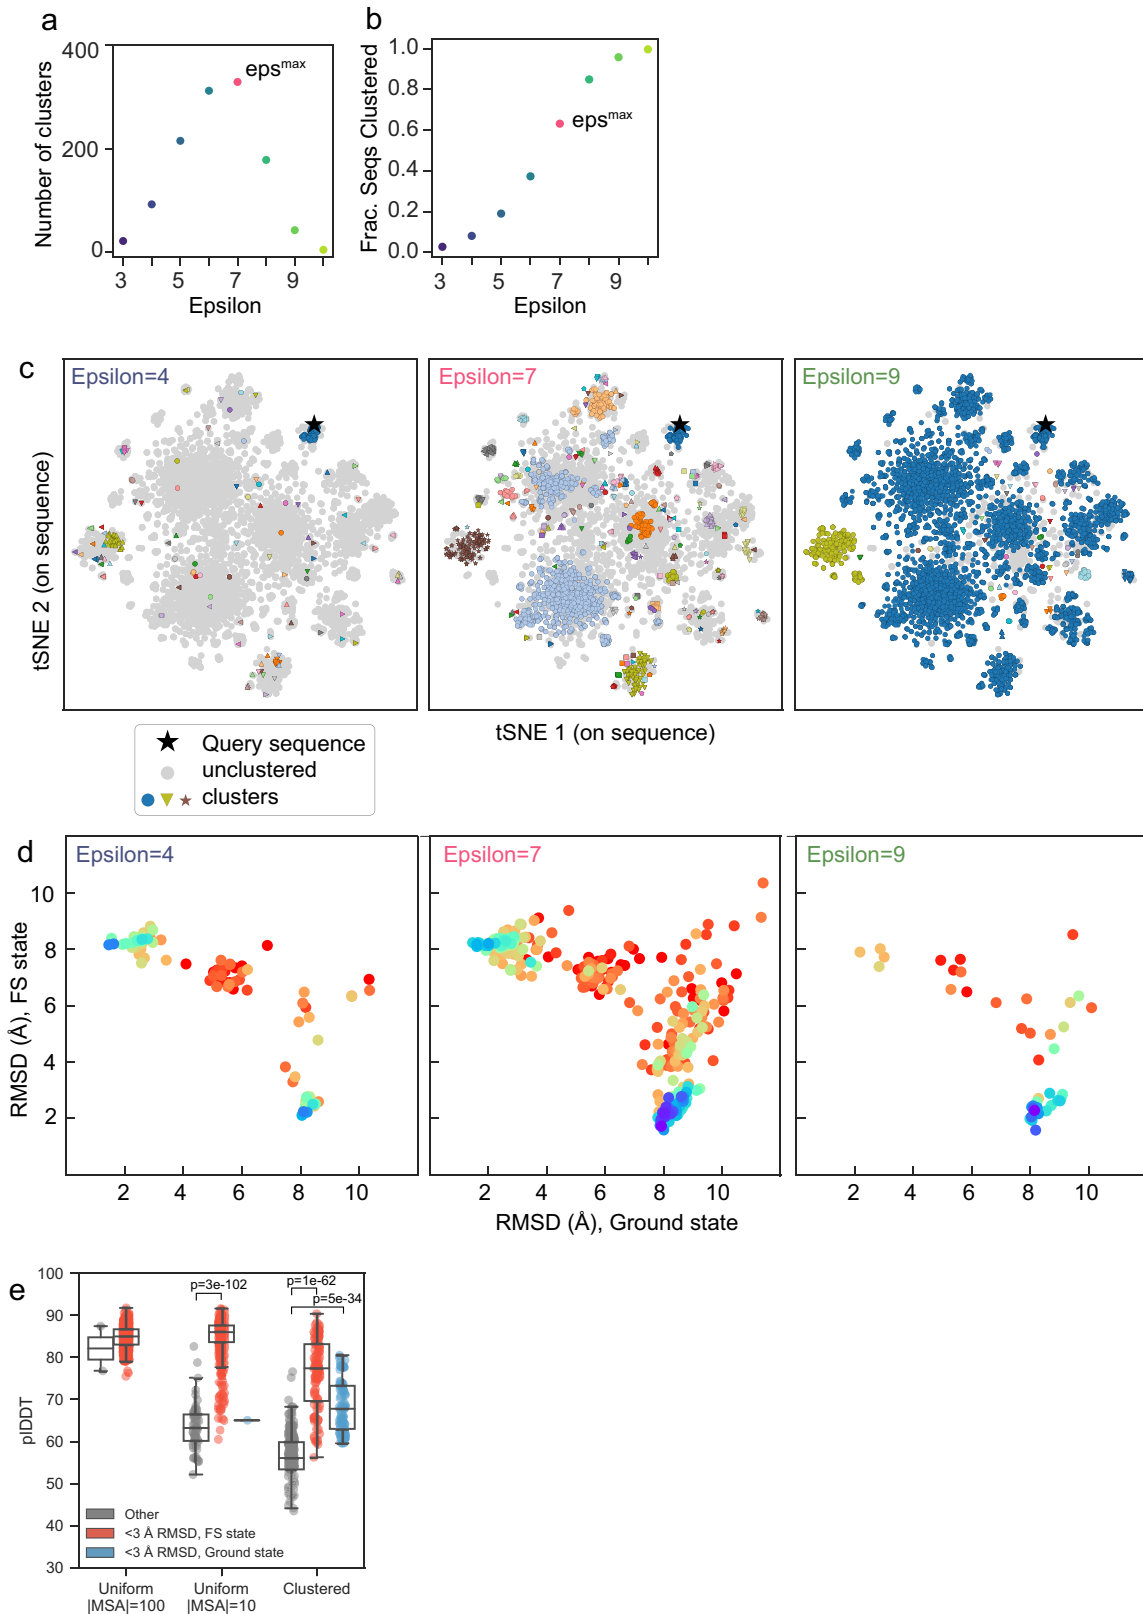 a
400
200
0
Number of clusters
eps^max
3
5
7
9
Epsilon
b
1.0
0.8
0.6
0.4
0.2
0.0
Frac. Seqs Clustered
eps^max
3
5
7
9
Epsilon
c
Epsilon=4
Epsilon=7
Epsilon=9
tSNE 2 (on sequence)
tSNE 1 (on sequence)
Query sequence
unclustered
clusters
d
Epsilon=4
Epsilon=7
Epsilon=9
10
8
6
4
2
RMSD (Å), FS state
2 4 6 8 10
2 4 6 8 10
2 4 6 8 10
RMSD (Å), Ground state
e
100
90
80
70
60
50
40
30
plDDT
p=3e-102
p=1e-62
p=5e-34
Other
<3 Å RMSD, FS state
<3 Å RMSD, Ground state
Uniform
|MSA|=100
Uniform
|MSA|=10
Clustered